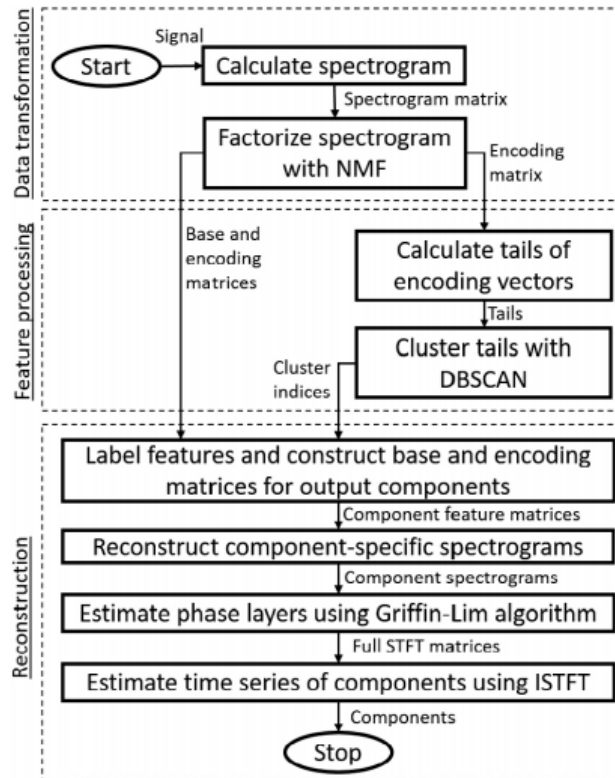 Data transformation
Signal
Start
Calculate spectrogram
Spectrogram matrix
Factorize spectrogram
with NMF
Encoding
matrix
Feature processing
Base and
encoding
matrices
Calculate tails of
encoding vectors
Tails
Cluster tails with
DBSCAN
Cluster
indices
Reconstruction
Label features and construct base and encoding
matrices for output components
Component feature matrices
Reconstruct component-specific spectrograms
Component spectrograms
Estimate phase layers using Griffin-Lim algorithm
Full STFT matrices
Estimate time series of components using ISTFT
Components
Stop